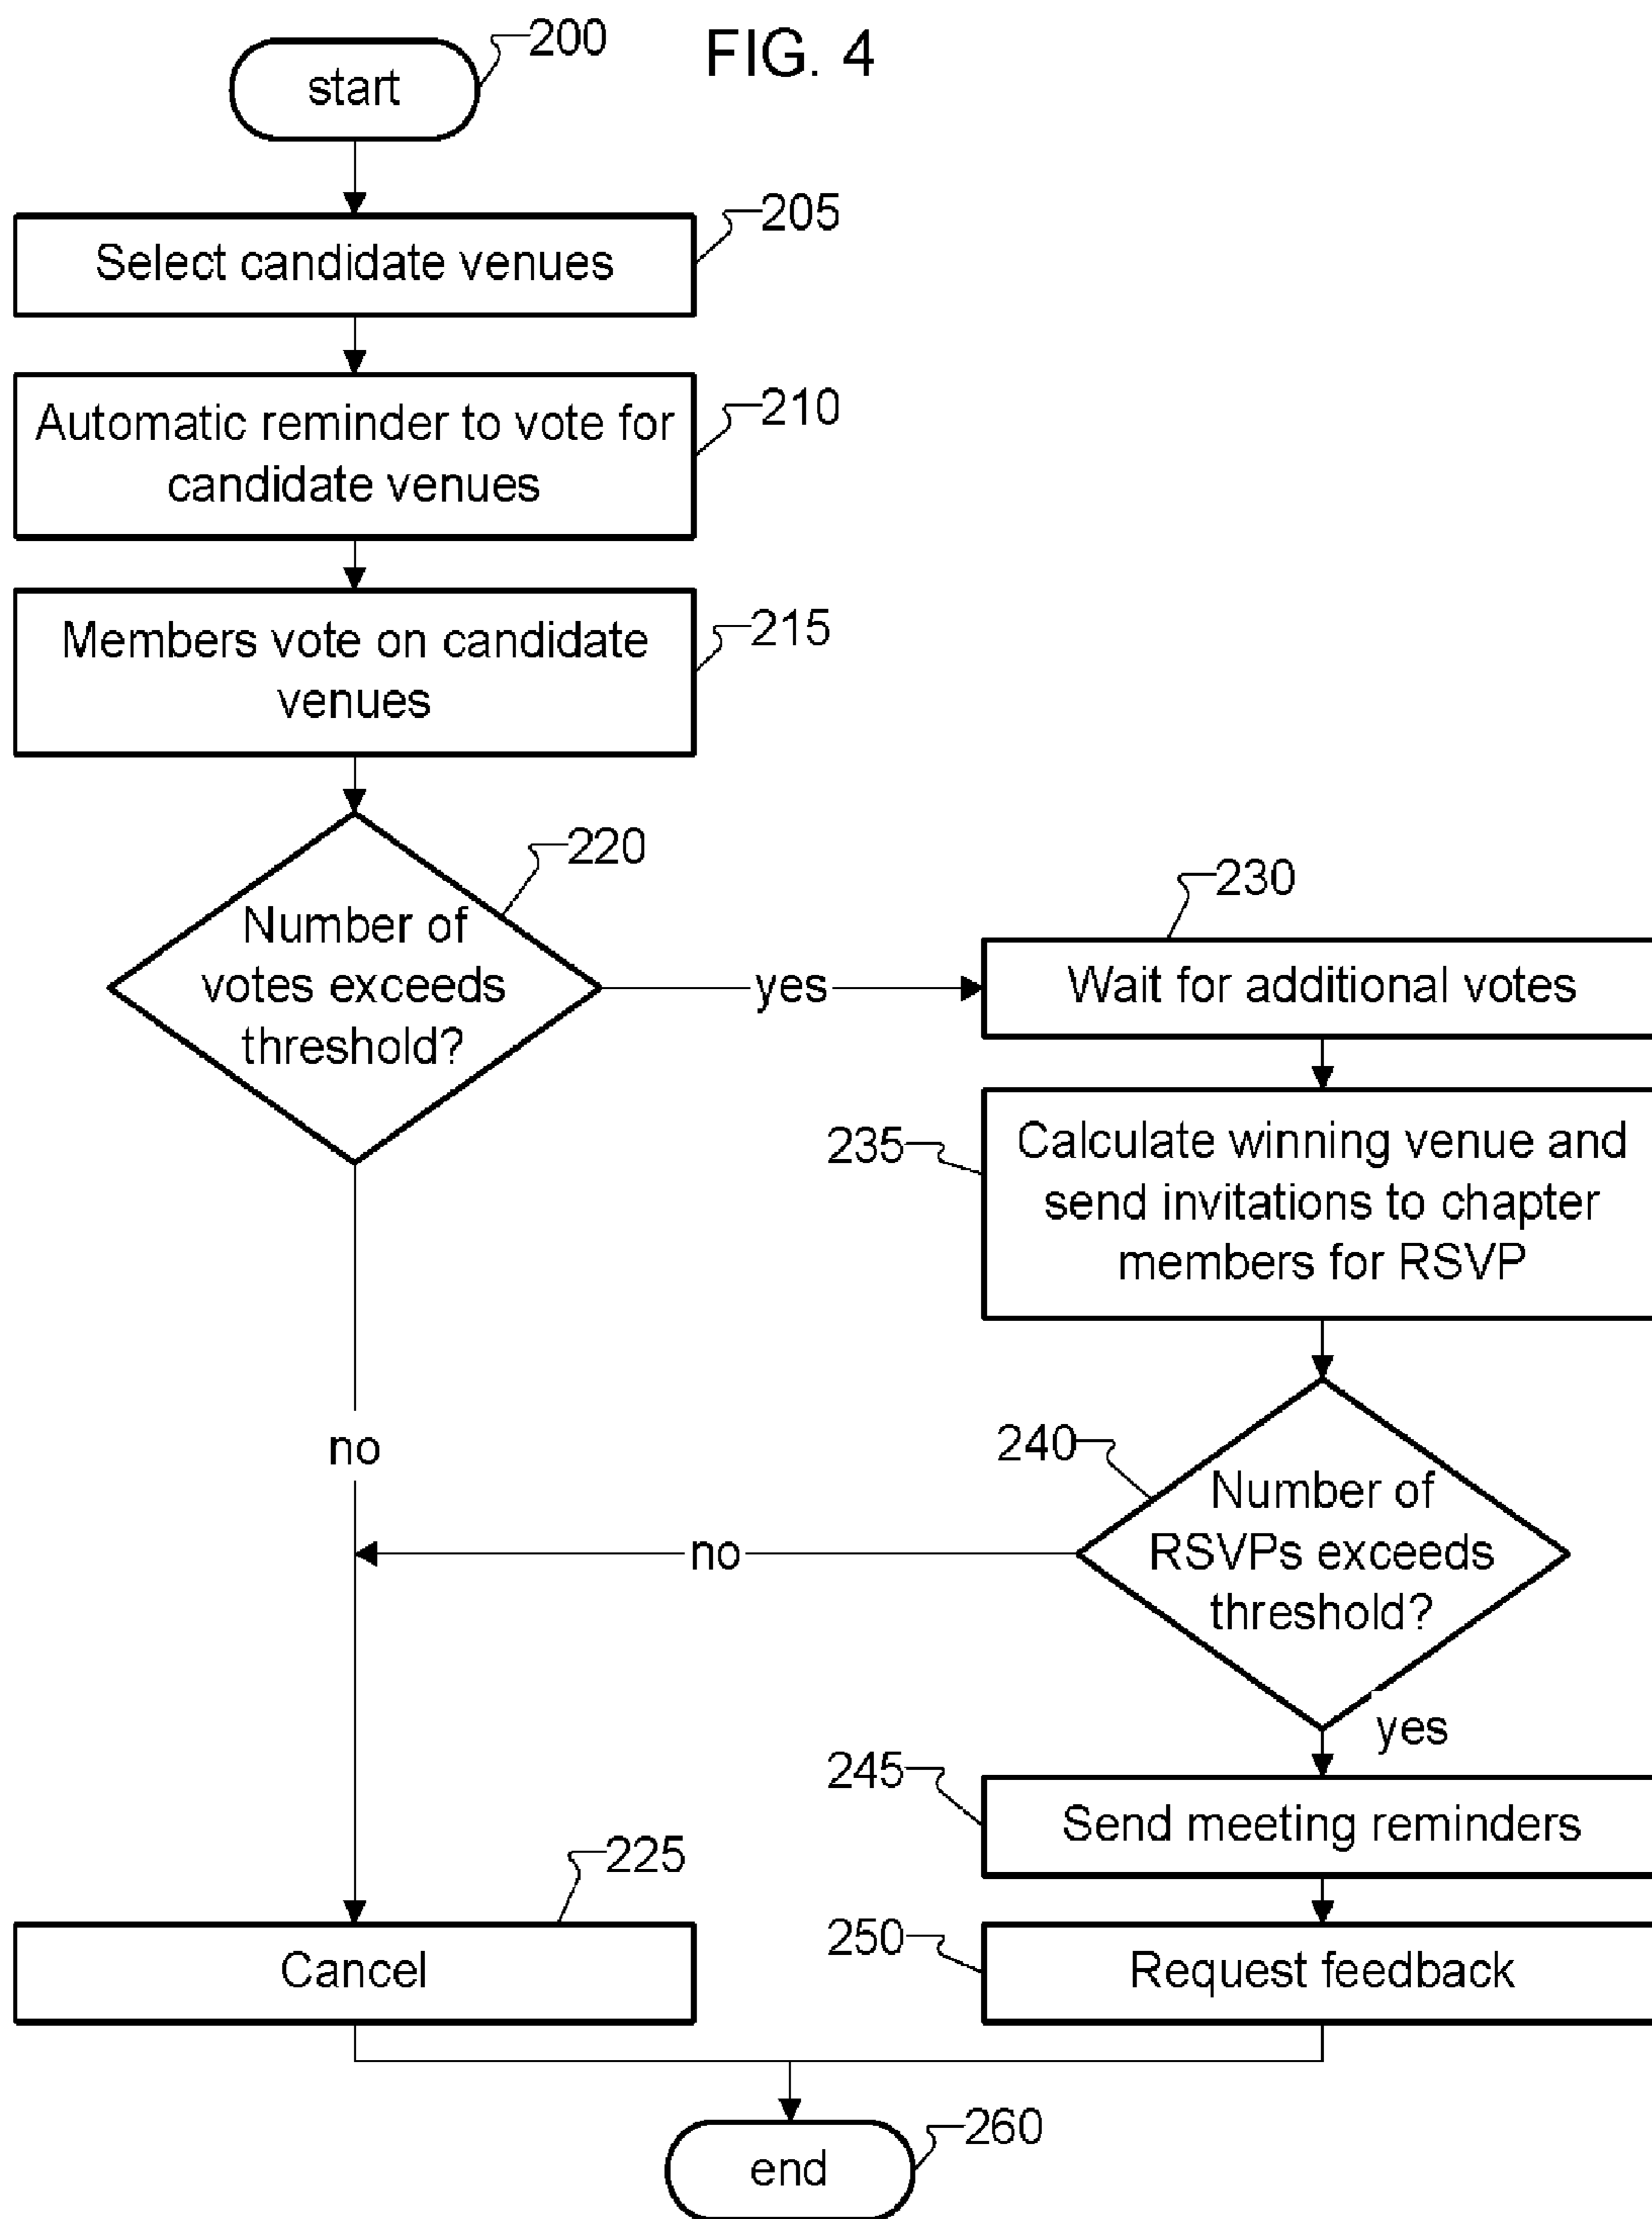 FIG. 4
200
start
205
Select candidate venues
210
Automatic reminder to vote for
candidate venues
215
Members vote on candidate
venues
220
Number of
votes exceeds
threshold?
yes
no
230
Wait for additional votes
235
Calculate winning venue and
send invitations to chapter
members for RSVP
240
Number of
RSVPs exceeds
threshold?
no
yes
245
Send meeting reminders
225
Cancel
250
Request feedback
260
end